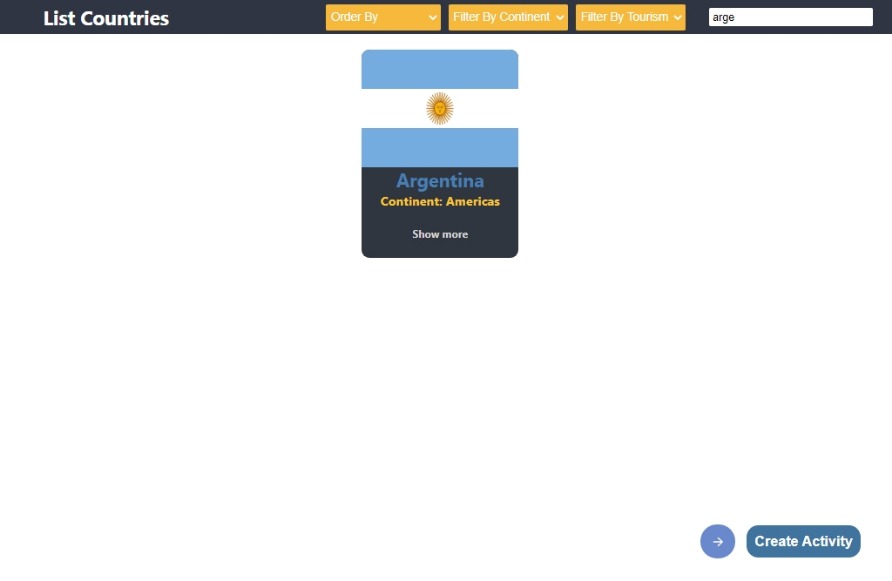 List Countries
Order By
Filter By Continent
Filter By Tourism
arge
Argentina
Continent: Americas
Show more
Create Activity